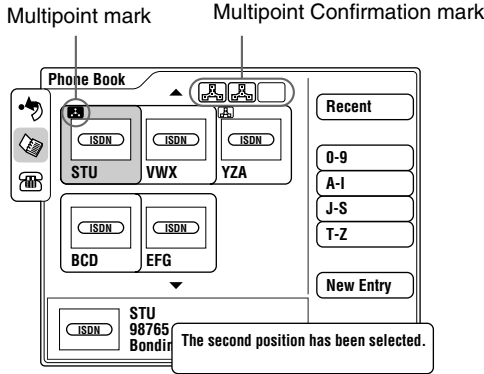 Multipoint mark
Multipoint Confirmation mark
Phone Book
Recent
ISDN
ISDN
ISDN
STU
VWX
YZA
0-9
A-I
J-S
T-Z
ISDN
ISDN
BCD
EFG
New Entry
ISDN
STU
98765
Bondin
The second position has been selected.